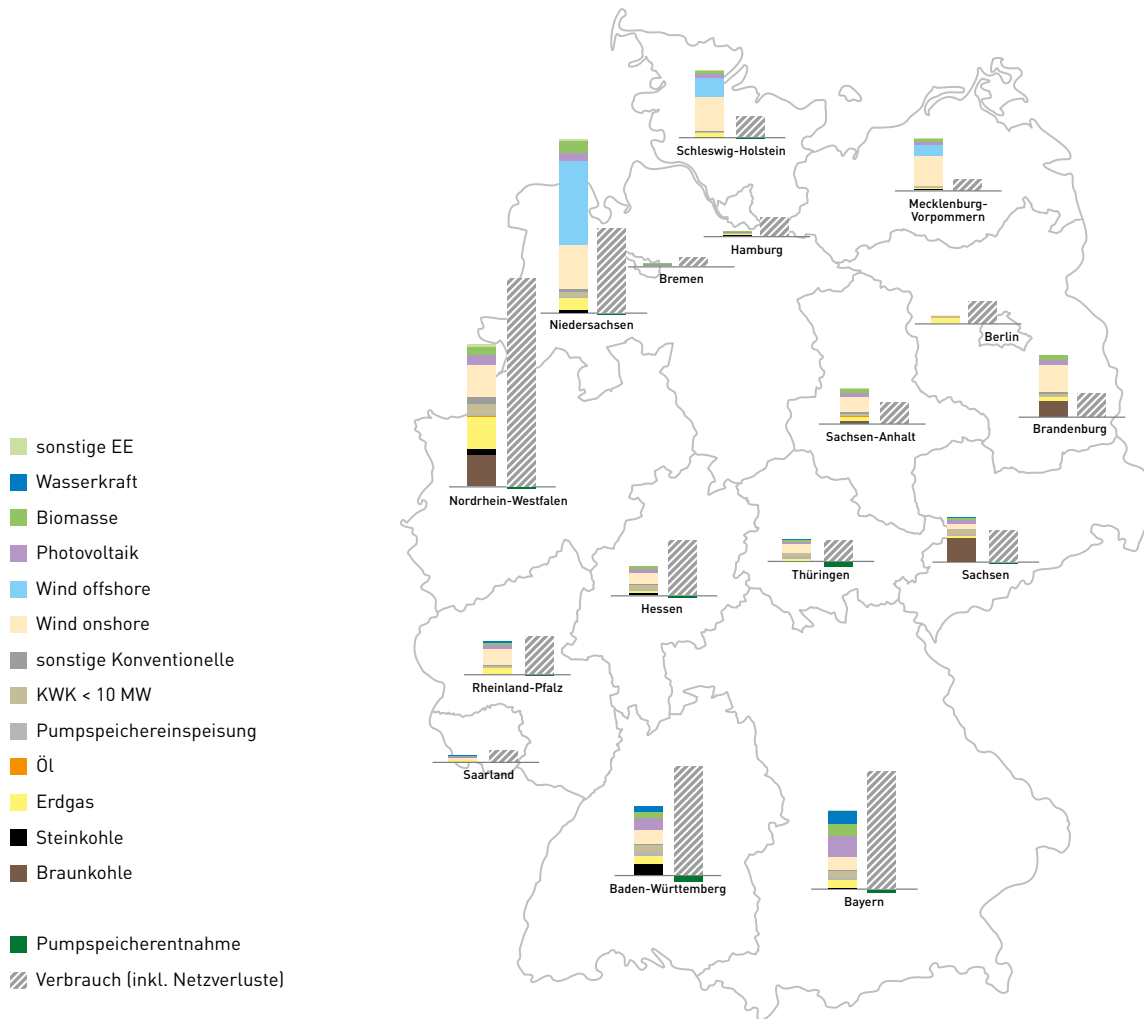 Schleswig-Holstein
Mecklenburg-
Vorpommern
Hamburg
Bremen
Niedersachsen
Berlin
Brandenburg
Sachsen-Anhalt
Nordrhein-Westfalen
Thüringen
Sachsen
Hessen
Rheinland-Pfalz
Saarland
Baden-Württemberg
Bayern
sonstige EE
Wasserkraft
Biomasse
Photovoltaik
Wind offshore
Wind onshore
sonstige Konventionelle
KWK < 10 MW
Pumpspeichereinspeisung
Öl
Erdgas
Steinkohle
Braunkohle
Pumpspeicherentnahme
Verbrauch (inkl. Netzverluste)